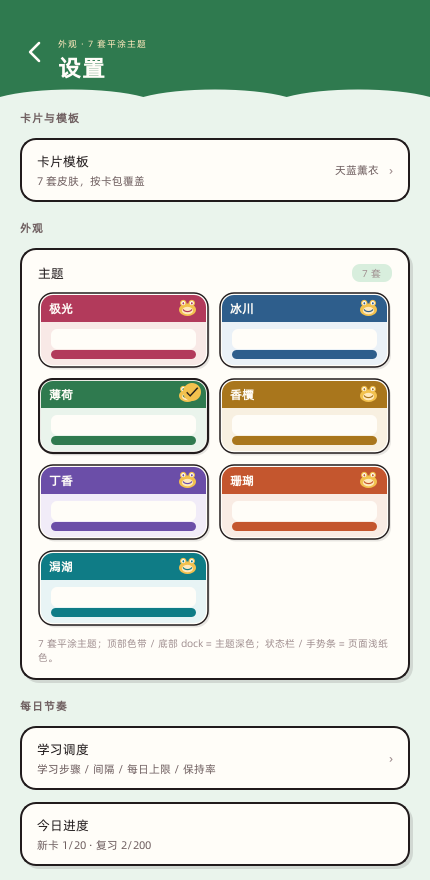 外观 · 7 套平涂主题
设置
卡片与模板
卡片模板
7 套皮肤，按卡包覆盖
天蓝薰衣 ›
外观
主题
7 套
极光
冰川
薄荷
香檟
丁香
珊瑚
潟湖
7 套平涂主题；顶部色带 / 底部 dock = 主题深色；状态栏 / 手势条 = 页面浅纸
色。
每日节奏
学习调度
学习步骤 / 间隔 / 每日上限 / 保持率
›
今日进度
新卡 1/20 · 复习 2/200